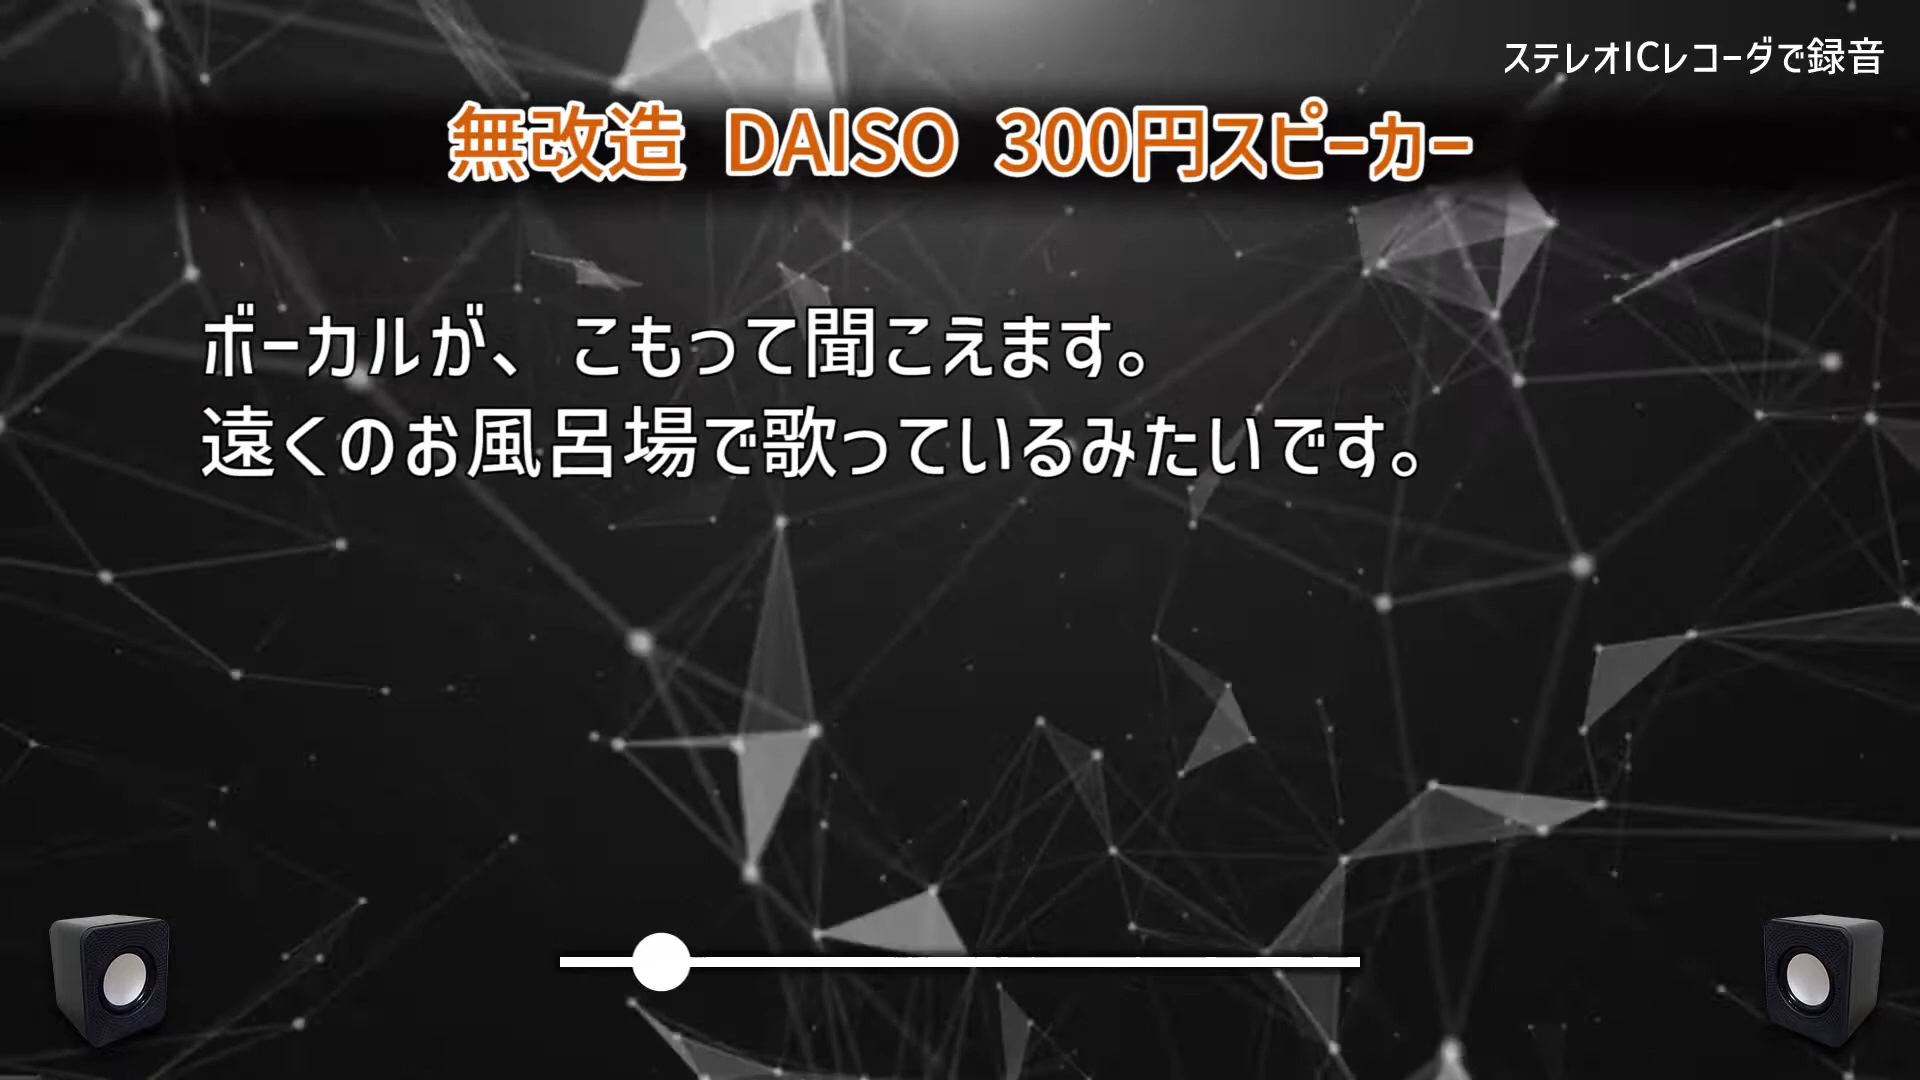 ステレオICレコーダで録音
無改造 DAISO 300円スピーカー
ボーカルが、こもって聞こえます。
遠くのお風呂場で歌っているみたいです。